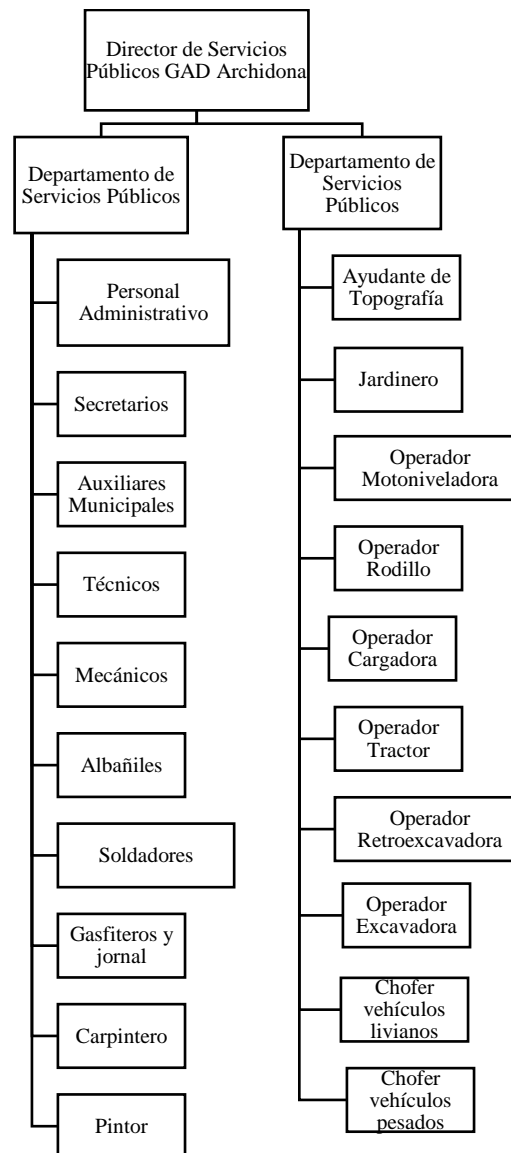 Director de Servicios
Públicos GAD Archidona
Departamento de
Servicios Públicos
Personal
Administrativo
Secretarios
Auxiliares
Municipales
Técnicos
Mecánicos
Albañiles
Soldadores
Gasfiteros y
jornal
Carpintero
Pintor
Departamento de
Servicios
Públicos
Ayudante de
Topografía
Jardinero
Operador
Motoniveladora
Operador
Rodillo
Operador
Cargadora
Operador
Tractor
Operador
Retroexcavadora
Operador
Excavadora
Chofer
vehículos
livianos
Chofer
vehículos
pesados